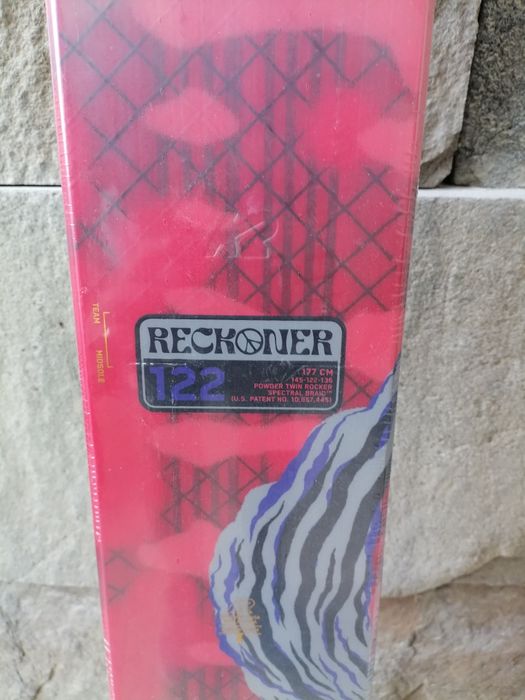 K2
RECKONER
122
177 CM
145-122-136
POWDER TWIN ROCKER
SPECTRAL BRAID™
(U.S. PATENT NO. 10,857,445)
TEAM
MIDSOLE